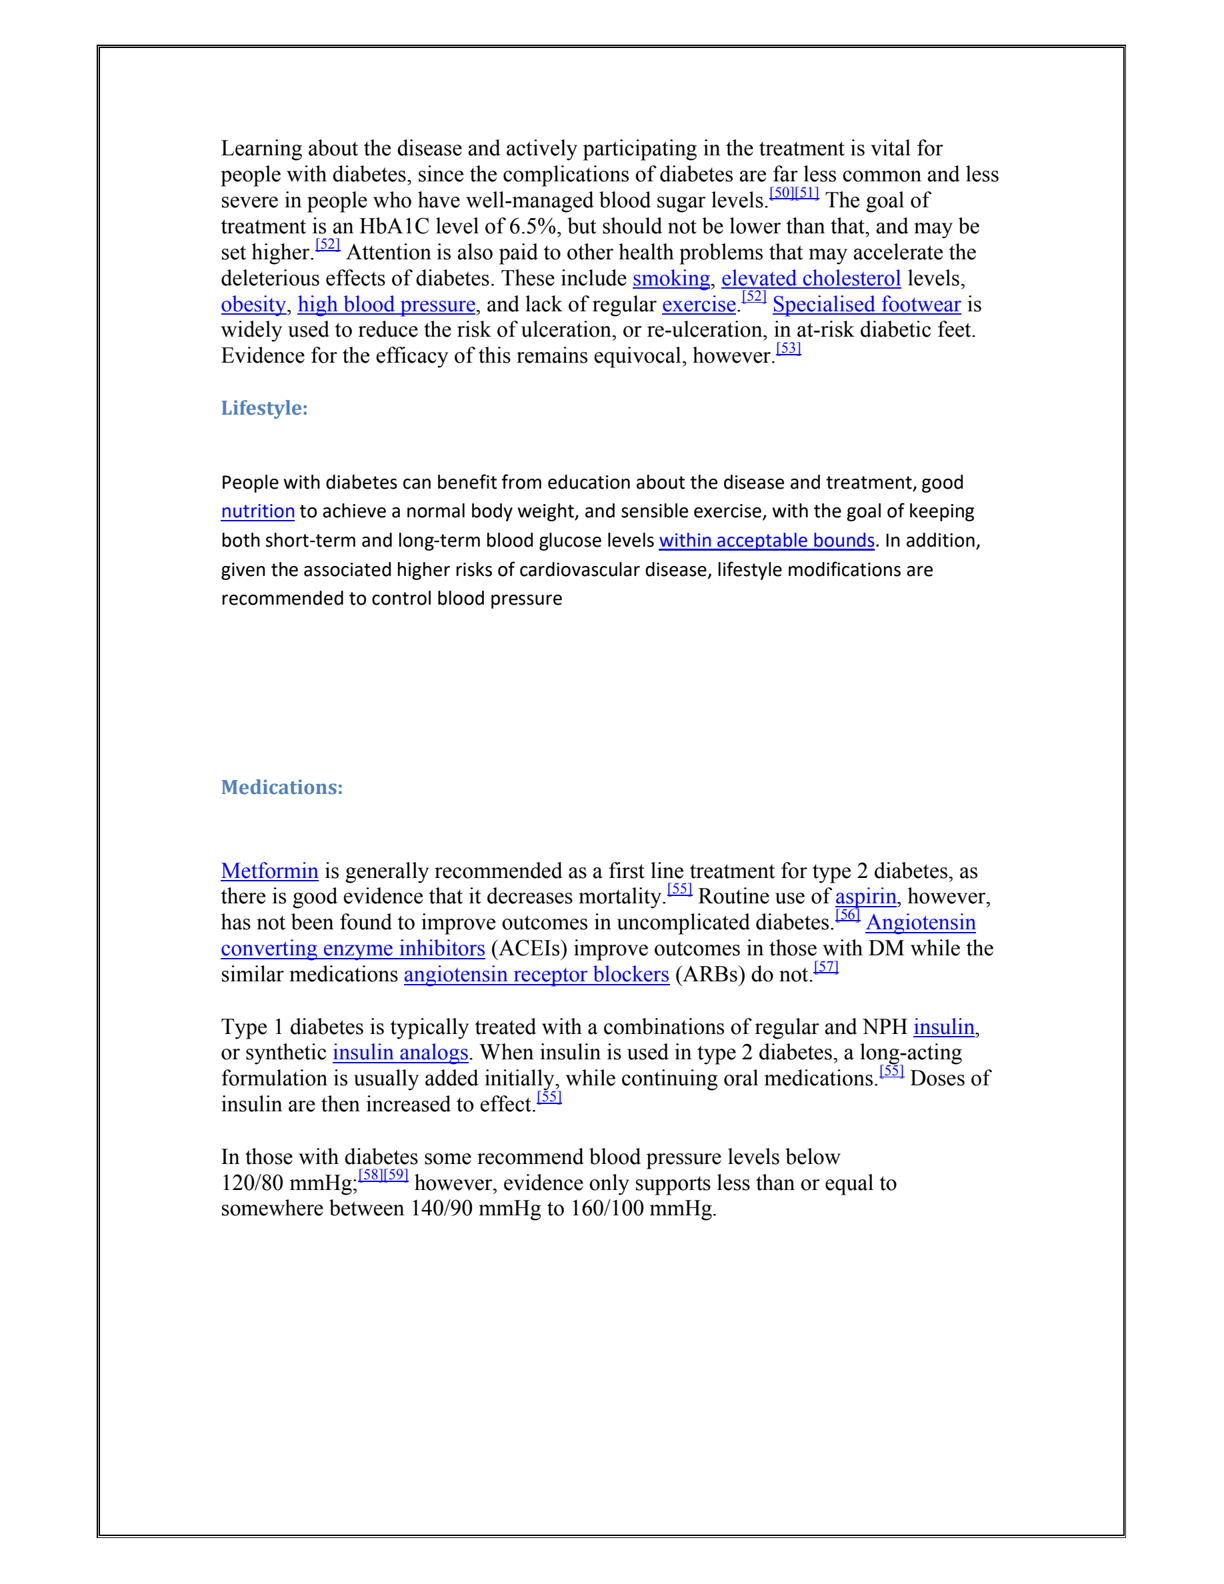 Learning about the disease and actively participating in the treatment is vital for
people with diabetes, since the complications of diabetes are far less common and less
severe in people who have well-managed blood sugar levels.[50][51] The goal of
treatment is an HbA1C level of 6.5%, but should not be lower than that, and may be
set higher.[52] Attention is also paid to other health problems that may accelerate the
deleterious effects of diabetes. These include smoking, elevated cholesterol levels,
obesity, high blood pressure, and lack of regular exercise.[52] Specialised footwear is
widely used to reduce the risk of ulceration, or re-ulceration, in at-risk diabetic feet.
Evidence for the efficacy of this remains equivocal, however.[53]
Lifestyle:
People with diabetes can benefit from education about the disease and treatment, good
nutrition to achieve a normal body weight, and sensible exercise, with the goal of keeping
both short-term and long-term blood glucose levels within acceptable bounds. In addition,
given the associated higher risks of cardiovascular disease, lifestyle modifications are
recommended to control blood pressure
Medications:
Metformin is generally recommended as a first line treatment for type 2 diabetes, as
there is good evidence that it decreases mortality.[55] Routine use of aspirin, however,
has not been found to improve outcomes in uncomplicated diabetes.[56] Angiotensin
converting enzyme inhibitors (ACEIs) improve outcomes in those with DM while the
similar medications angiotensin receptor blockers (ARBs) do not.[57]
Type 1 diabetes is typically treated with a combinations of regular and NPH insulin,
or synthetic insulin analogs. When insulin is used in type 2 diabetes, a long-acting
formulation is usually added initially, while continuing oral medications.[55] Doses of
insulin are then increased to effect.[55]
In those with diabetes some recommend blood pressure levels below
120/80 mmHg;[58][59] however, evidence only supports less than or equal to
somewhere between 140/90 mmHg to 160/100 mmHg.